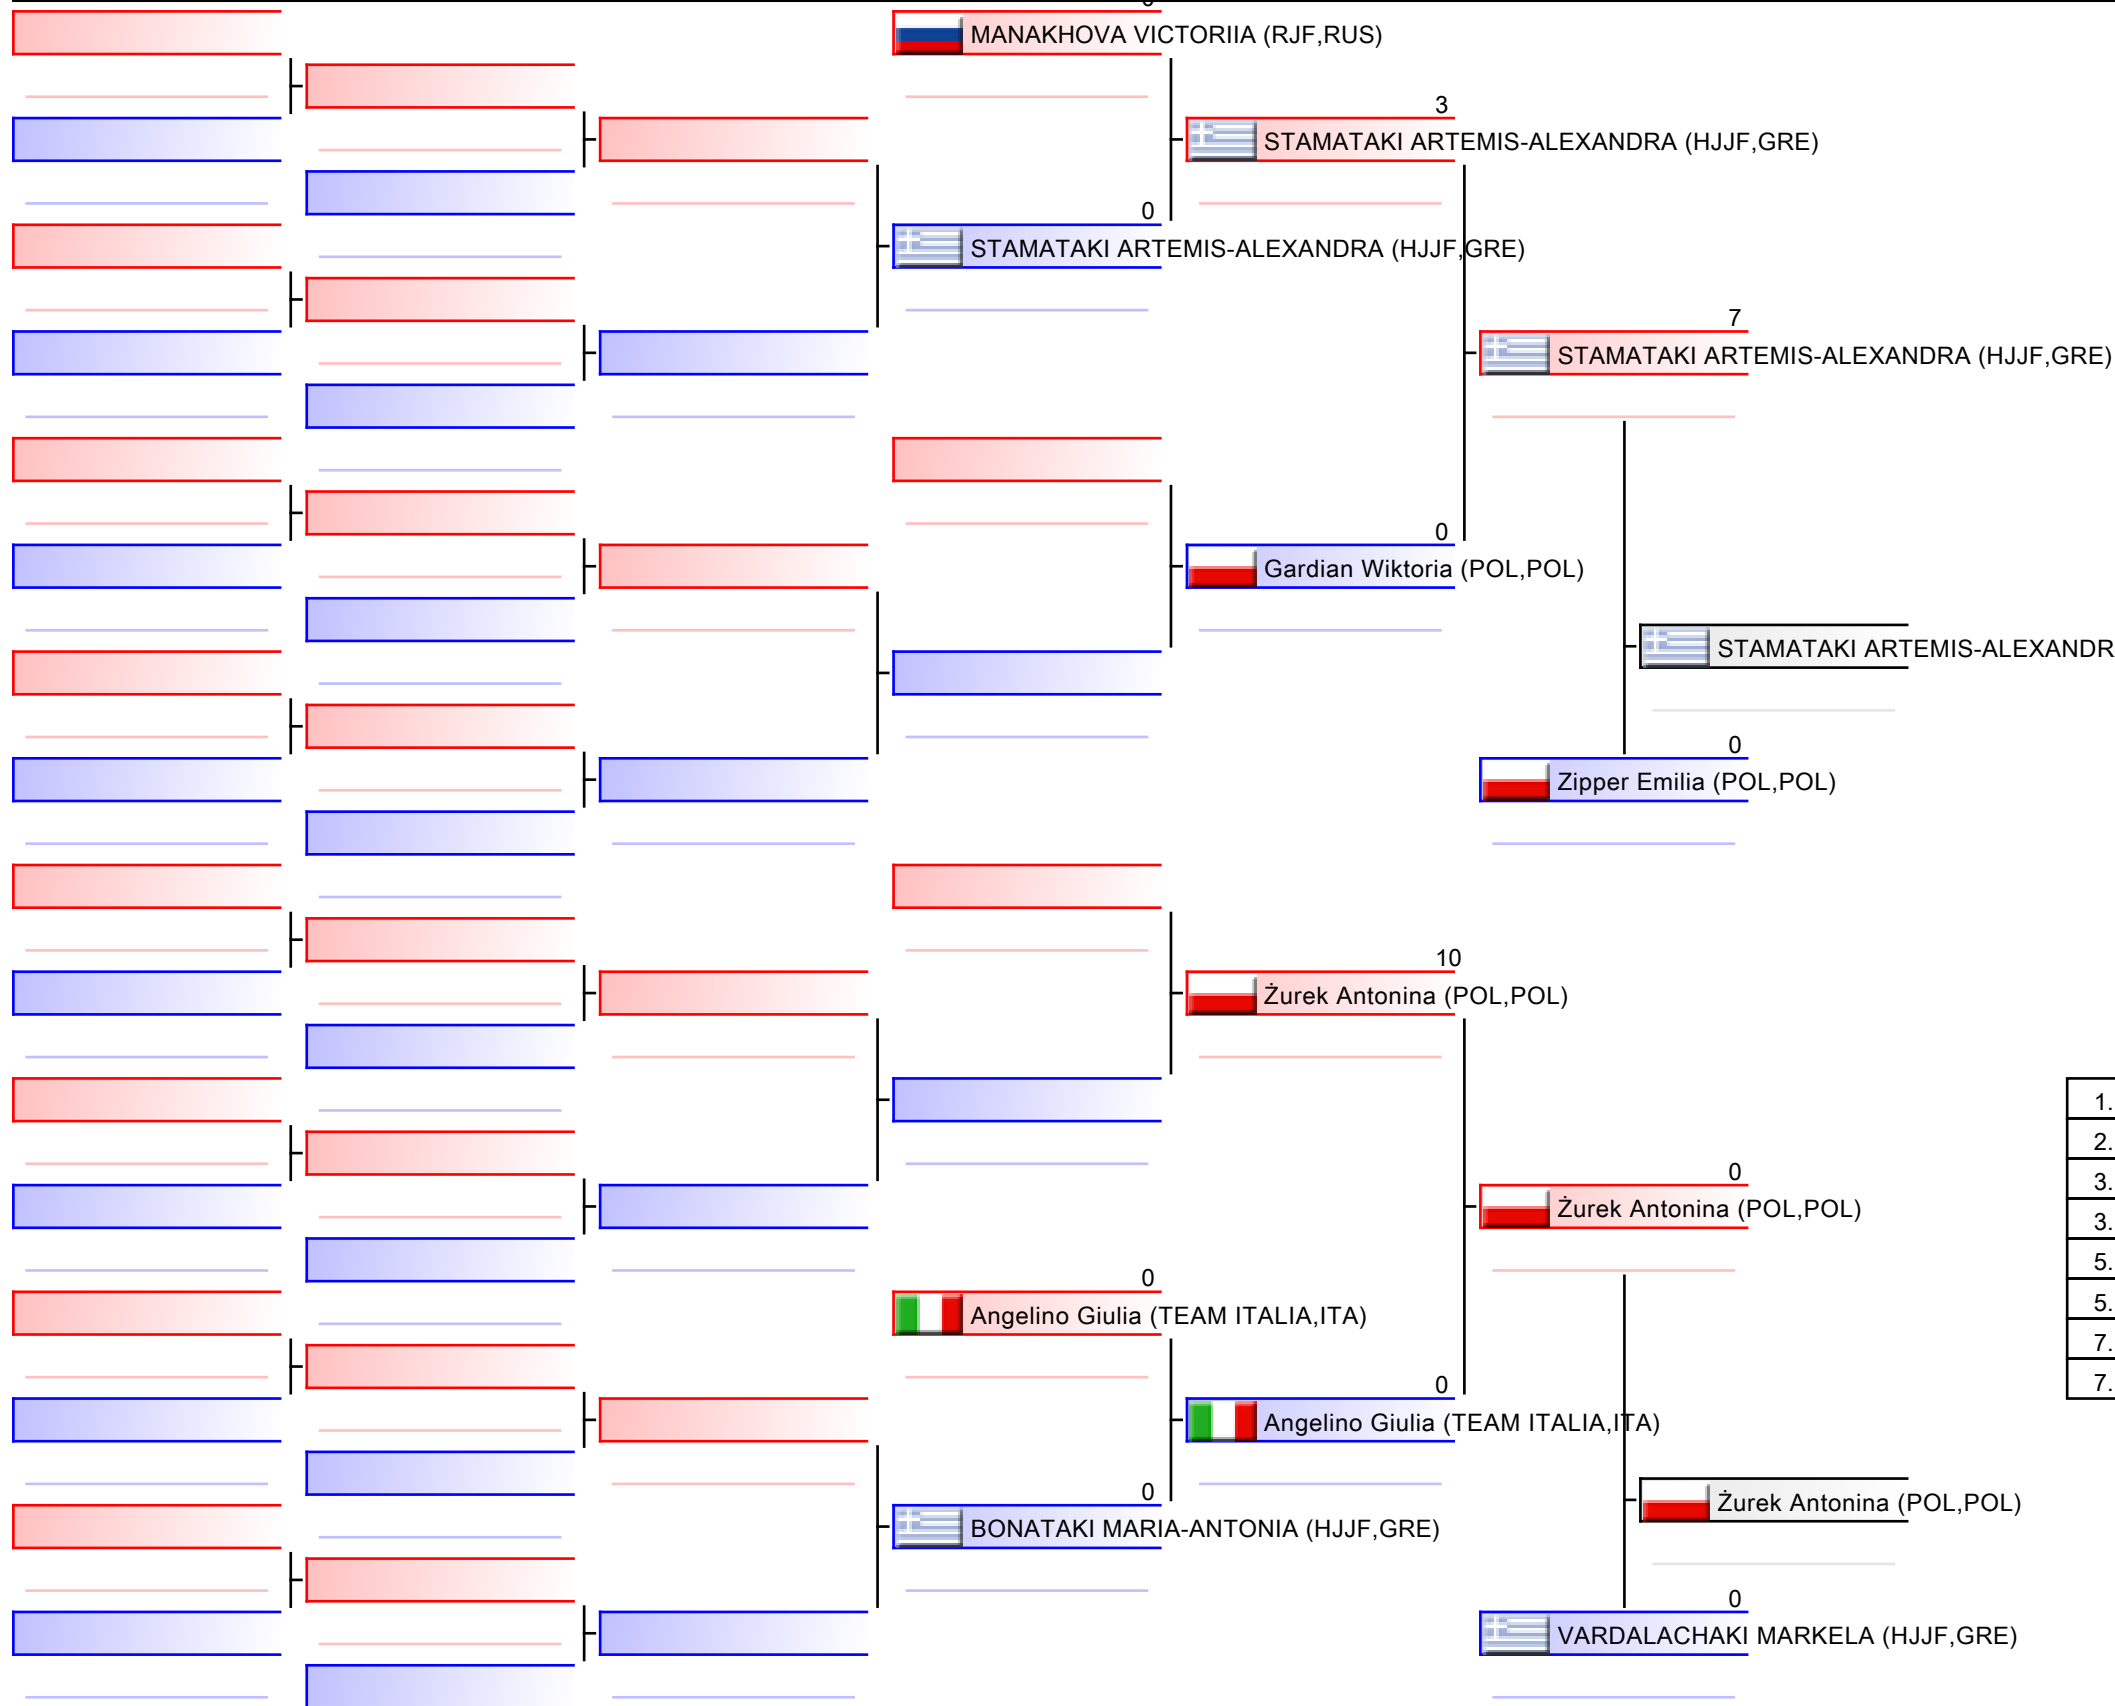 MANAKHOVA VICTORIIA (RJF,RUS)
3
STAMATAKI ARTEMIS-ALEXANDRA (HJJF,GRE)
0
STAMATAKI ARTEMIS-ALEXANDRA (HJJF,GRE)
7
STAMATAKI ARTEMIS-ALEXANDRA (HJJF,GRE)
0
Gardian Wiktoria (POL,POL)
STAMATAKI ARTEMIS-ALEXANDR
0
Zipper Emilia (POL,POL)
10
Żurek Antonina (POL,POL)
1.
2.
3.
3.
5.
5.
7.
7.
0
Żurek Antonina (POL,POL)
0
Angelino Giulia (TEAM ITALIA,ITA)
0
Angelino Giulia (TEAM ITALIA,ITA)
0
BONATAKI MARIA-ANTONIA (HJJF,GRE)
Żurek Antonina (POL,POL)
0
VARDALACHAKI MARKELA (HJJF,GRE)